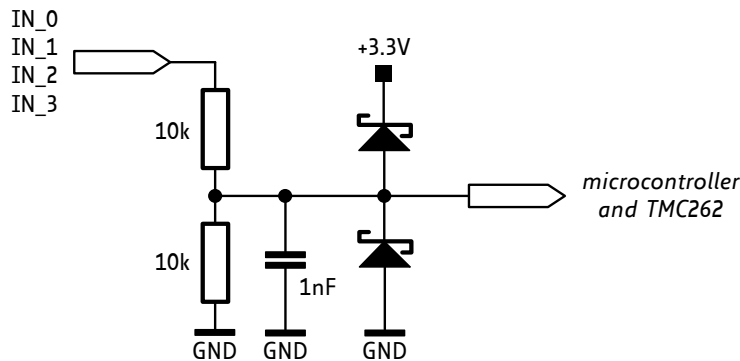 IN_0
IN_1
IN_2
IN_3
+3.3V
10k
microcontroller
and TMC262
10k
1nF
GND
GND
GND